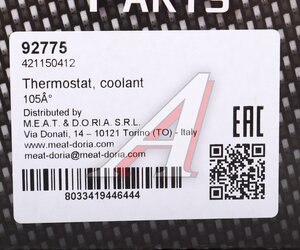 PARTS
92775
421150412
Thermostat, coolant
105Â°
Distributed by
M.E.A.T. & D.O.R.I.A. S.R.L.
Via Donati, 14 – 10121 Torino (TO) - Italy
www.meat-doria.com
meat-doria@meat-doria.com
EAC
8033419446444